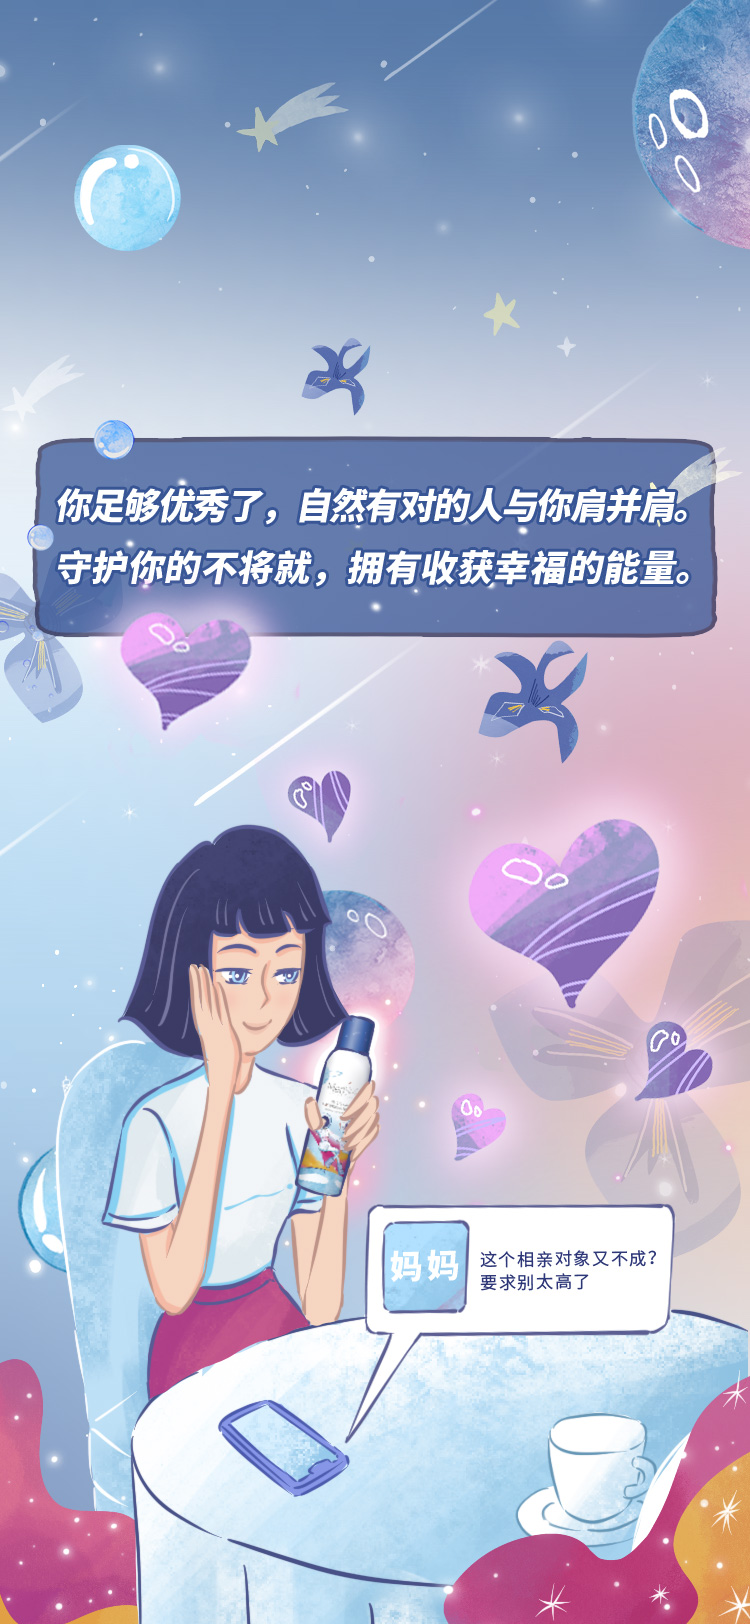 你足够优秀了，自然有对的人与你肩并肩。
守护你的不将就，拥有收获幸福的能量。
妈妈
这个相亲对象又不成?
要求别太高了